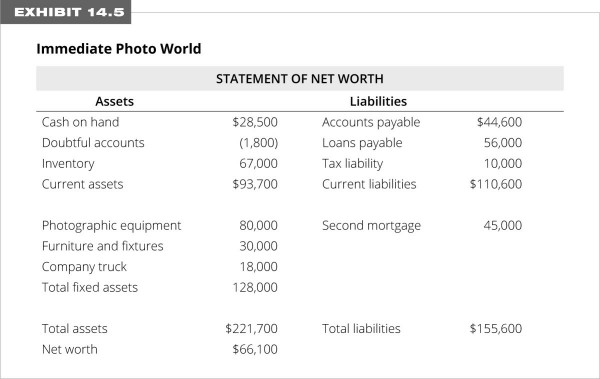 EXHIBIT 14.5
Immediate Photo World
STATEMENT OF NET WORTH
Assets Liabilities
Cash on hand $28,500 Accounts payable $44,600
Doubtful accounts (1,800) Loans payable 56,000
Inventory 67,000 Tax liability 10,000
Current assets $93,700 Current liabilities $110,600
Photographic equipment 80,000 Second mortgage 45,000
Furniture and fixtures 30,000
Company truck 18,000
Total fixed assets 128,000
Total assets $221,700 Total liabilities $155,600
Net worth $66,100